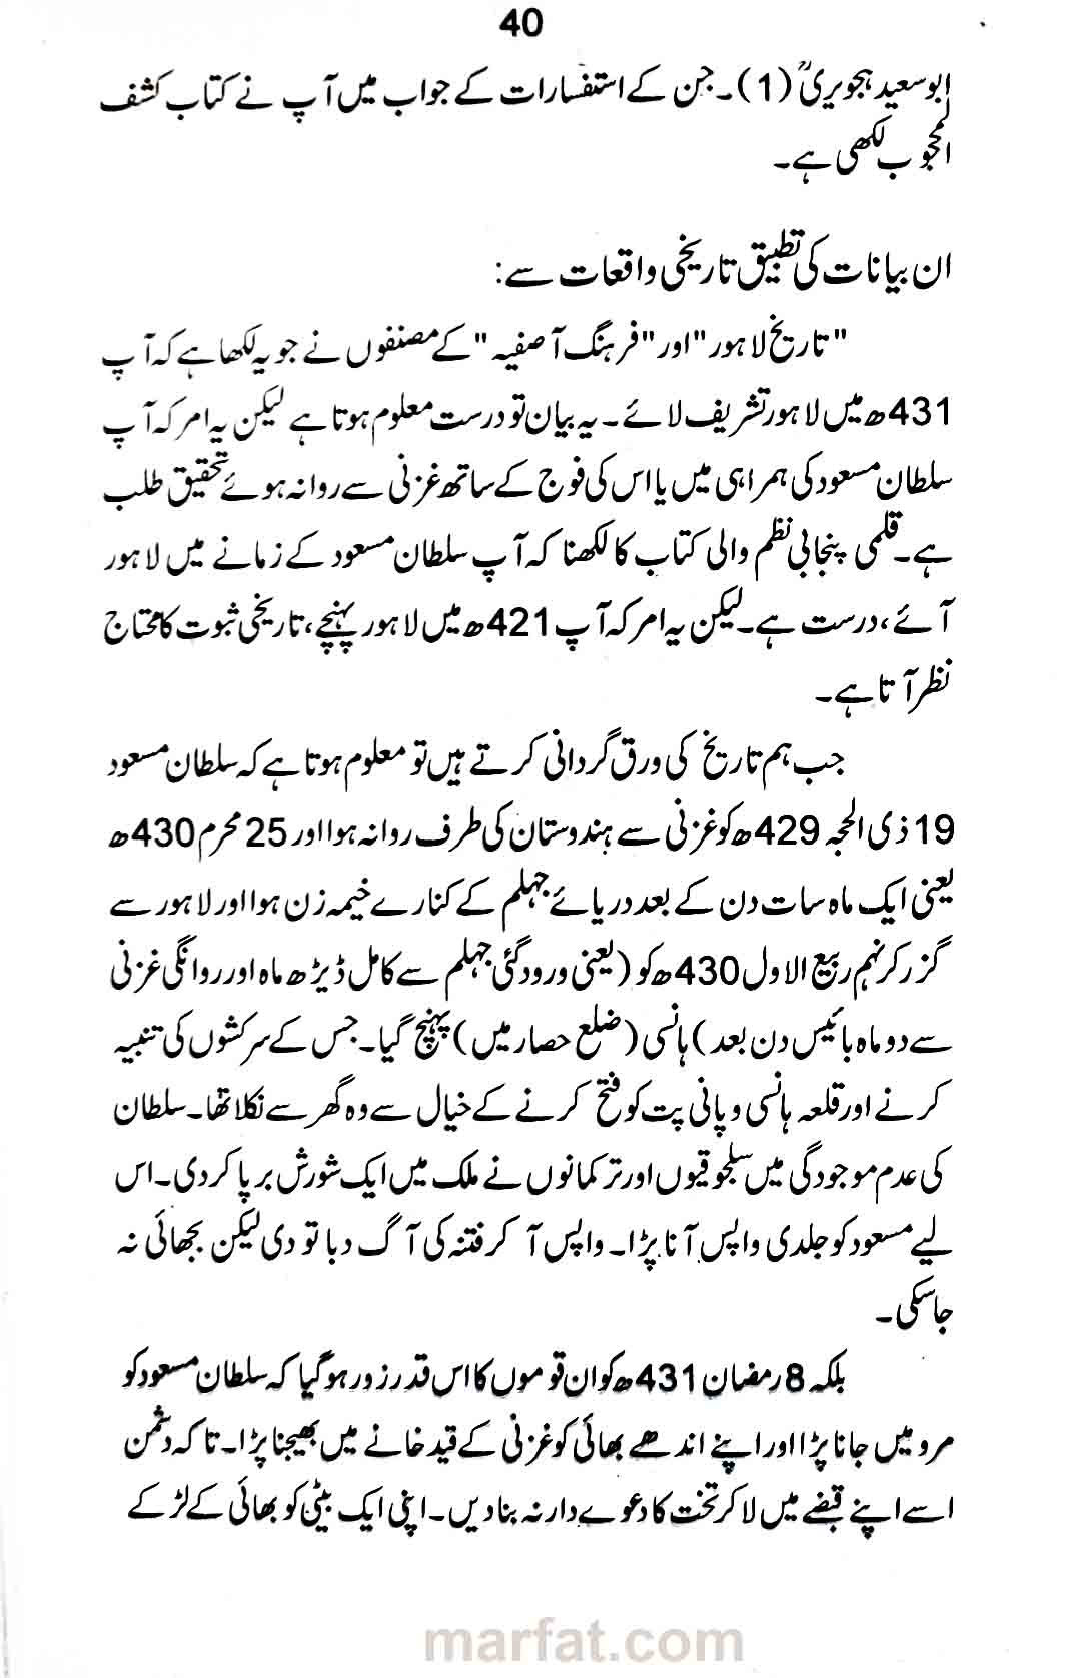 40
ابوسعید ہجویریؒ (1)۔ جن کے استفسارات کے جواب میں آپ نے کتاب کشف
المحجوب لکھی ہے۔
ان بیانات کی تطبیق تاریخی واقعات سے:
"تاریخ لاہور" اور "فرہنگ آصفیہ" کے مصنفوں نے جو یہ لکھا ہے کہ آپ
431ھ میں لاہور تشریف لائے۔ یہ بیان تو درست معلوم ہوتا ہے لیکن یہ امر کہ آپ
سلطان مسعود کی ہمراہی میں یا اس کی فوج کے ساتھ غزنی سے روانہ ہوئے تحقیق طلب
ہے۔ قلمی پنجابی نظم والی کتاب کا لکھنا کہ آپ سلطان مسعود کے زمانے میں لاہور
آئے، درست ہے۔ لیکن یہ امر کہ آپ 421ھ میں لاہور پہنچے، تاریخی ثبوت کا محتاج
نظر آتا ہے۔
جب ہم تاریخ کی ورق گردانی کرتے ہیں تو معلوم ہوتا ہے کہ سلطان مسعود
19 ذی الحجہ 429ھ کو غزنی سے ہندوستان کی طرف روانہ ہوا اور 25 محرم 430ھ
یعنی ایک ماہ سات دن کے بعد دریائے جہلم کے کنارے خیمہ زن ہوا اور لاہور سے
گزر کر نہم ربیع الاول 430ھ کو (یعنی ورودگئی جہلم سے کامل ڈیڑھ ماہ اور روانگی غزنی
سے دو ماہ بائیس دن بعد) ہانسی (ضلع حصار میں) پہنچ گیا۔ جس کے سرکشوں کی تنبیہ
کرنے اور قلعہ ہانسی و پانی پت کو فتح کرنے کے خیال سے وہ گھر سے نکلا تھا۔ سلطان
کی عدم موجودگی میں سلجوقیوں اور ترکمانوں نے ملک میں ایک شورش برپا کر دی۔ اس
لیے مسعود کو جلدی واپس آنا پڑا۔ واپس آ کر فتنہ کی آگ دبا تو دی لیکن بجھائی نہ
جاسکی۔
بلکہ 8 رمضان 431ھ کو ان قوموں کا اس قدر زور ہو گیا کہ سلطان مسعود کو
مرو میں جانا پڑا اور اپنے اندھے بھائی کو غزنی کے قید خانے میں بھیجنا پڑا۔ تاکہ دشمن
اسے اپنے قبضے میں لا کر تخت کا دعوے دار نہ بنا دیں۔ اپنی ایک بیٹی کو بھائی کے لڑکے
marfat.com